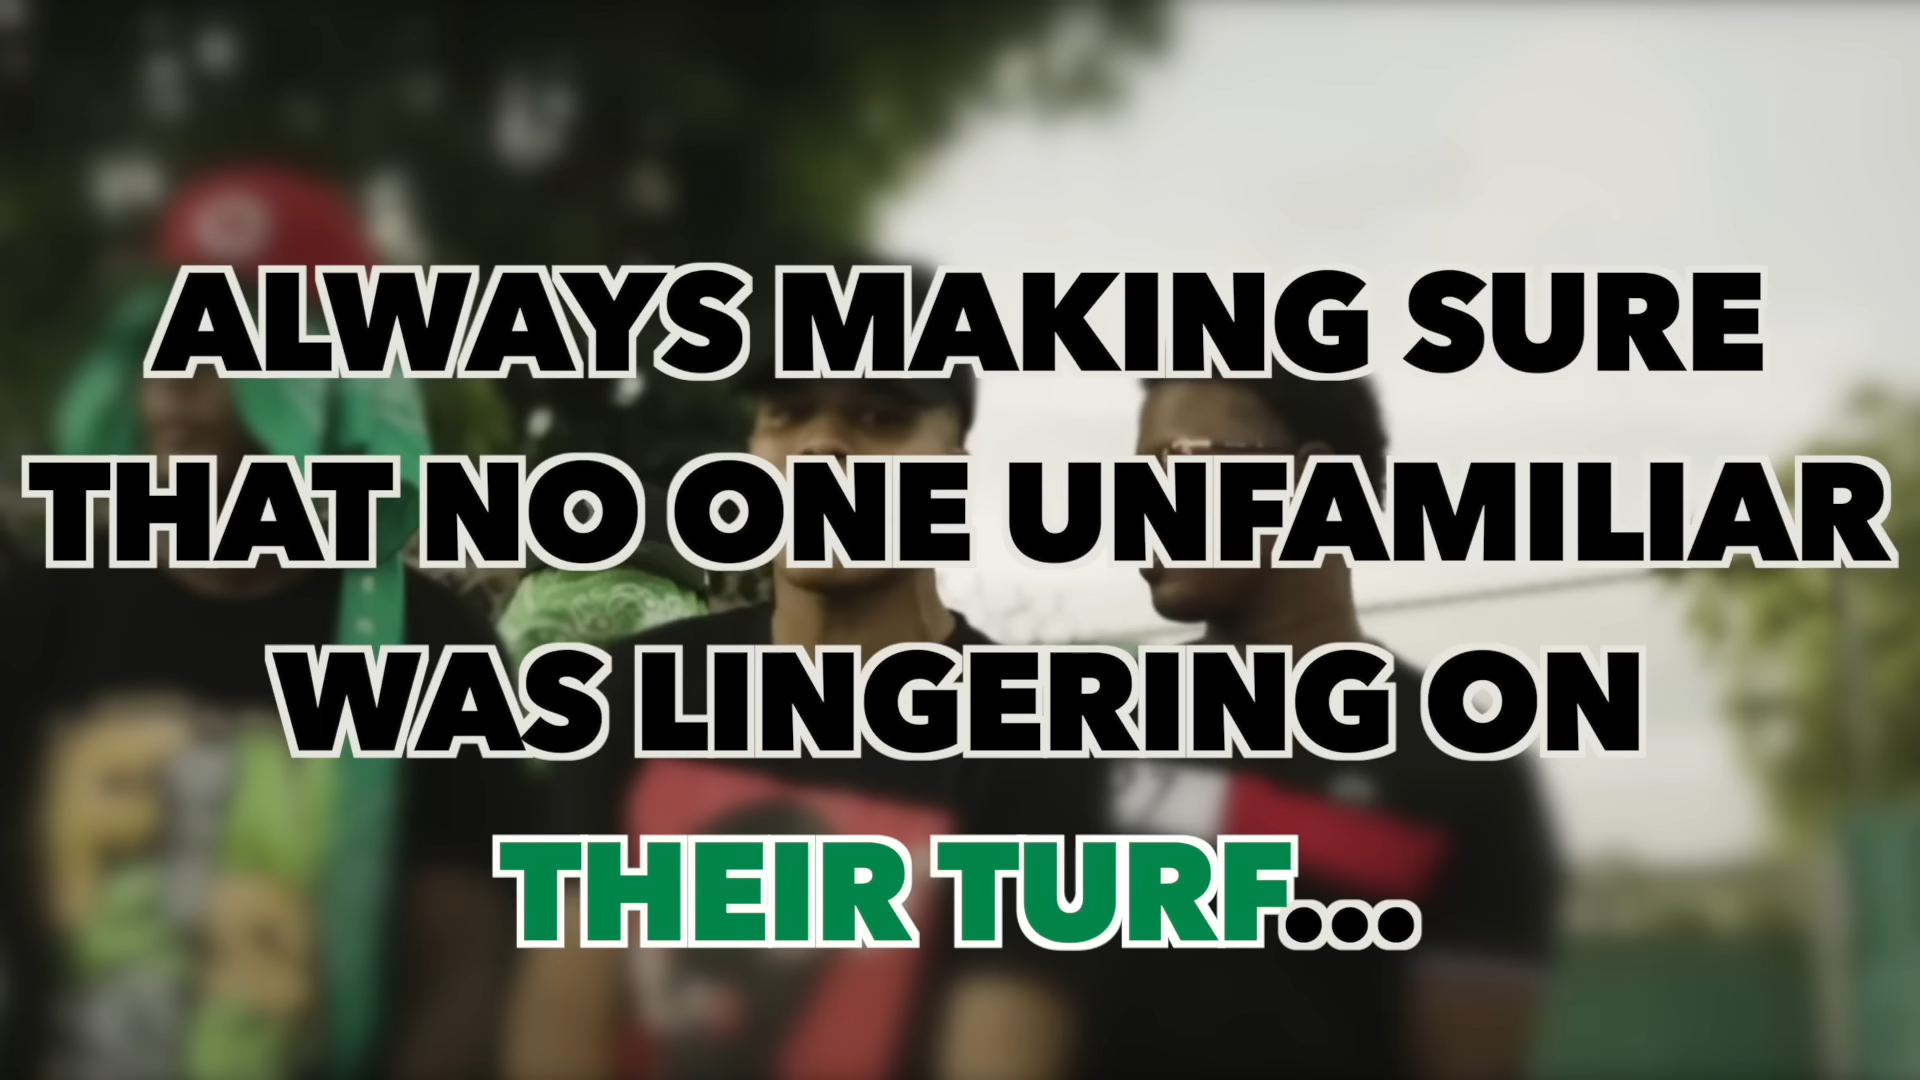 ALWAYS MAKING SURE
THAT NO ONE UNFAMILIAR
WAS LINGERING ON
THEIR TURF...